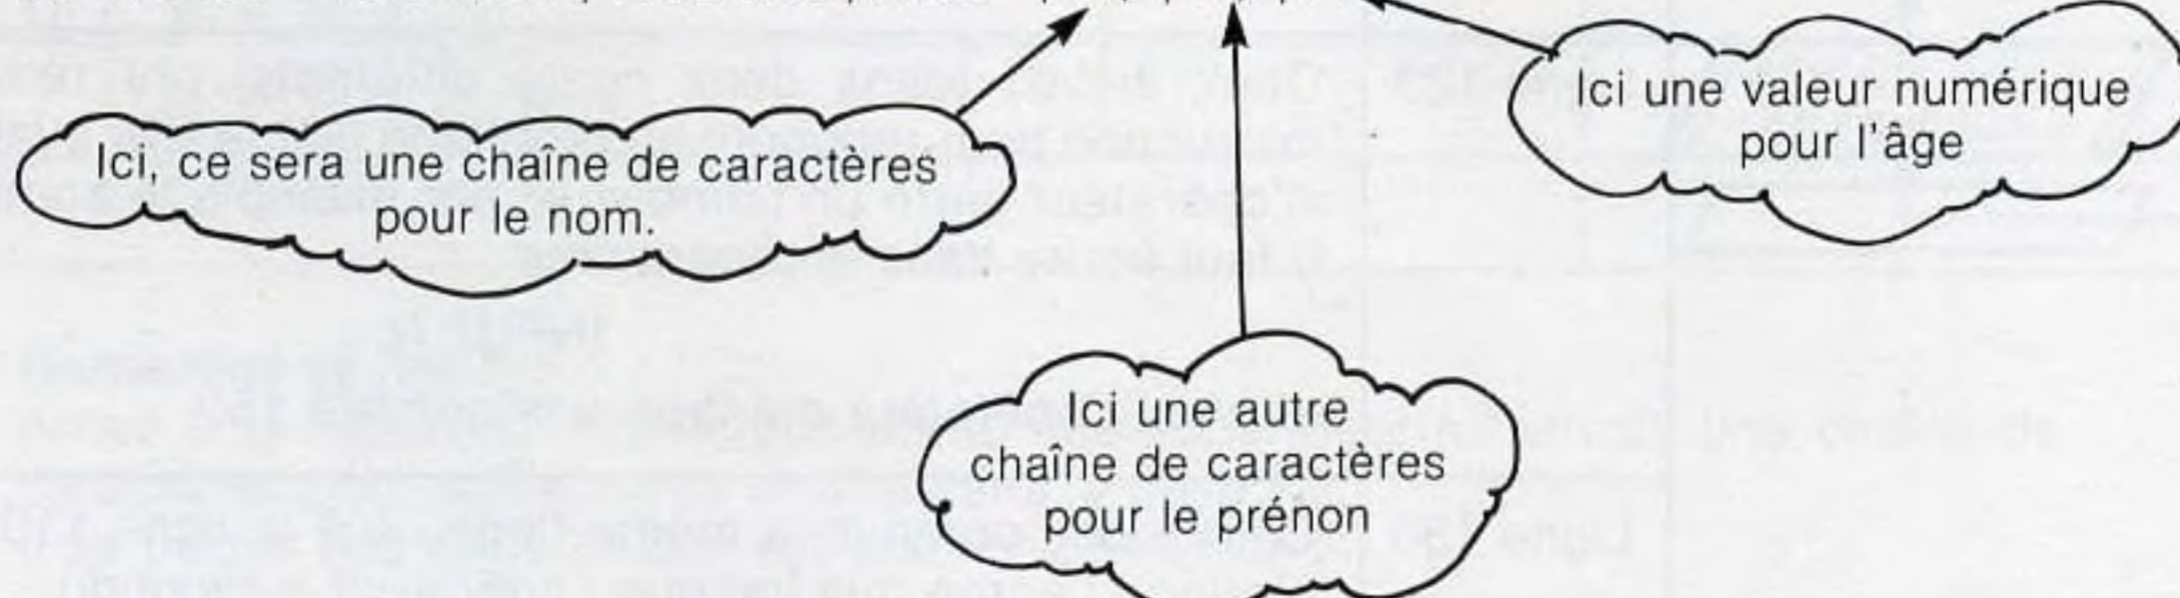 Ici, ce sera une chaîne de caractères
pour le nom.
Ici une valeur numérique
pour l'âge
Ici une autre
chaîne de caractères
pour le prénon